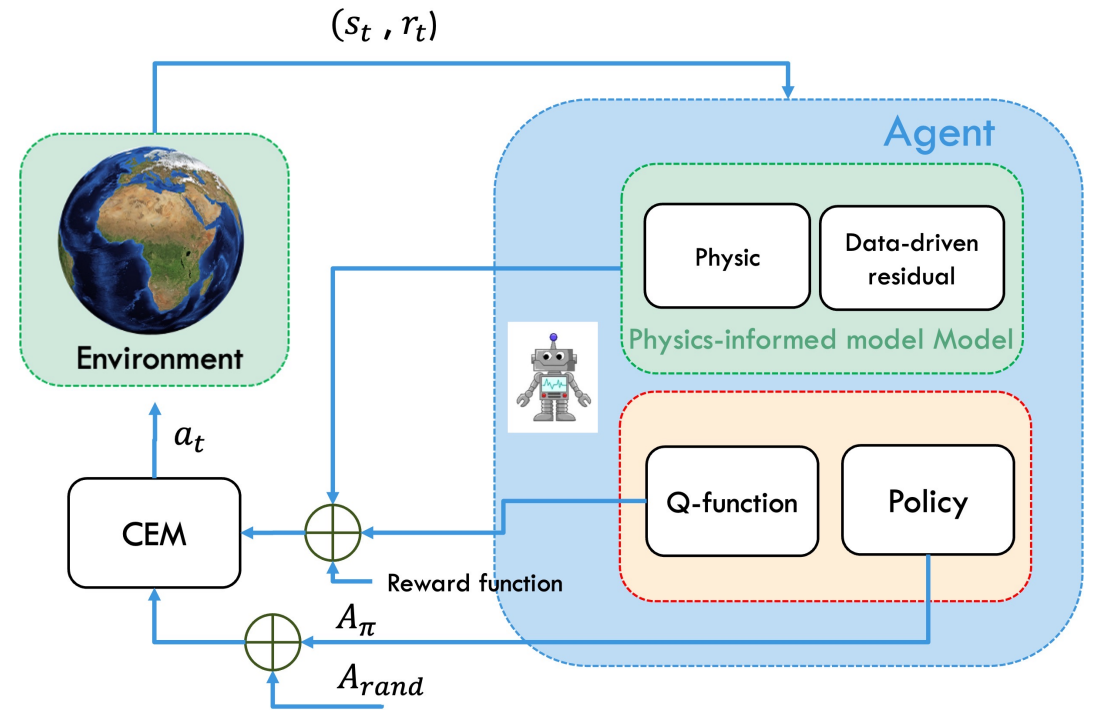 (s_t , r_t)
Agent
Physic
Data-driven
residual
Physics-informed model Model
Environment
a_t
CEM
Q-function
Policy
Reward function
A_π
A_rand